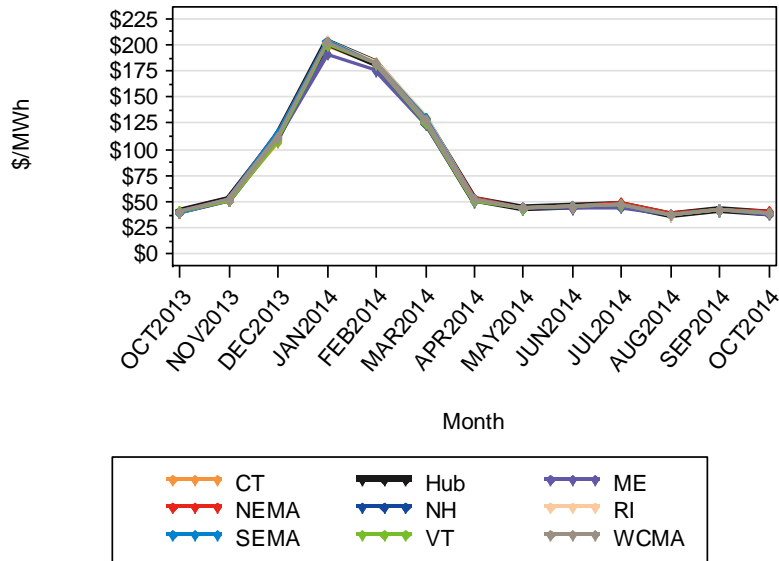 $/MWh
$225
$200
$175
$150
$125
$100
$75
$50
$25
$0
OCT2013
NOV2013
DEC2013
JAN2014
FEB2014
MAR2014
APR2014
MAY2014
JUN2014
JUL2014
AUG2014
SEP2014
OCT2014
Month
CT Hub ME
NEMA NH RI
SEMA VT WCMA